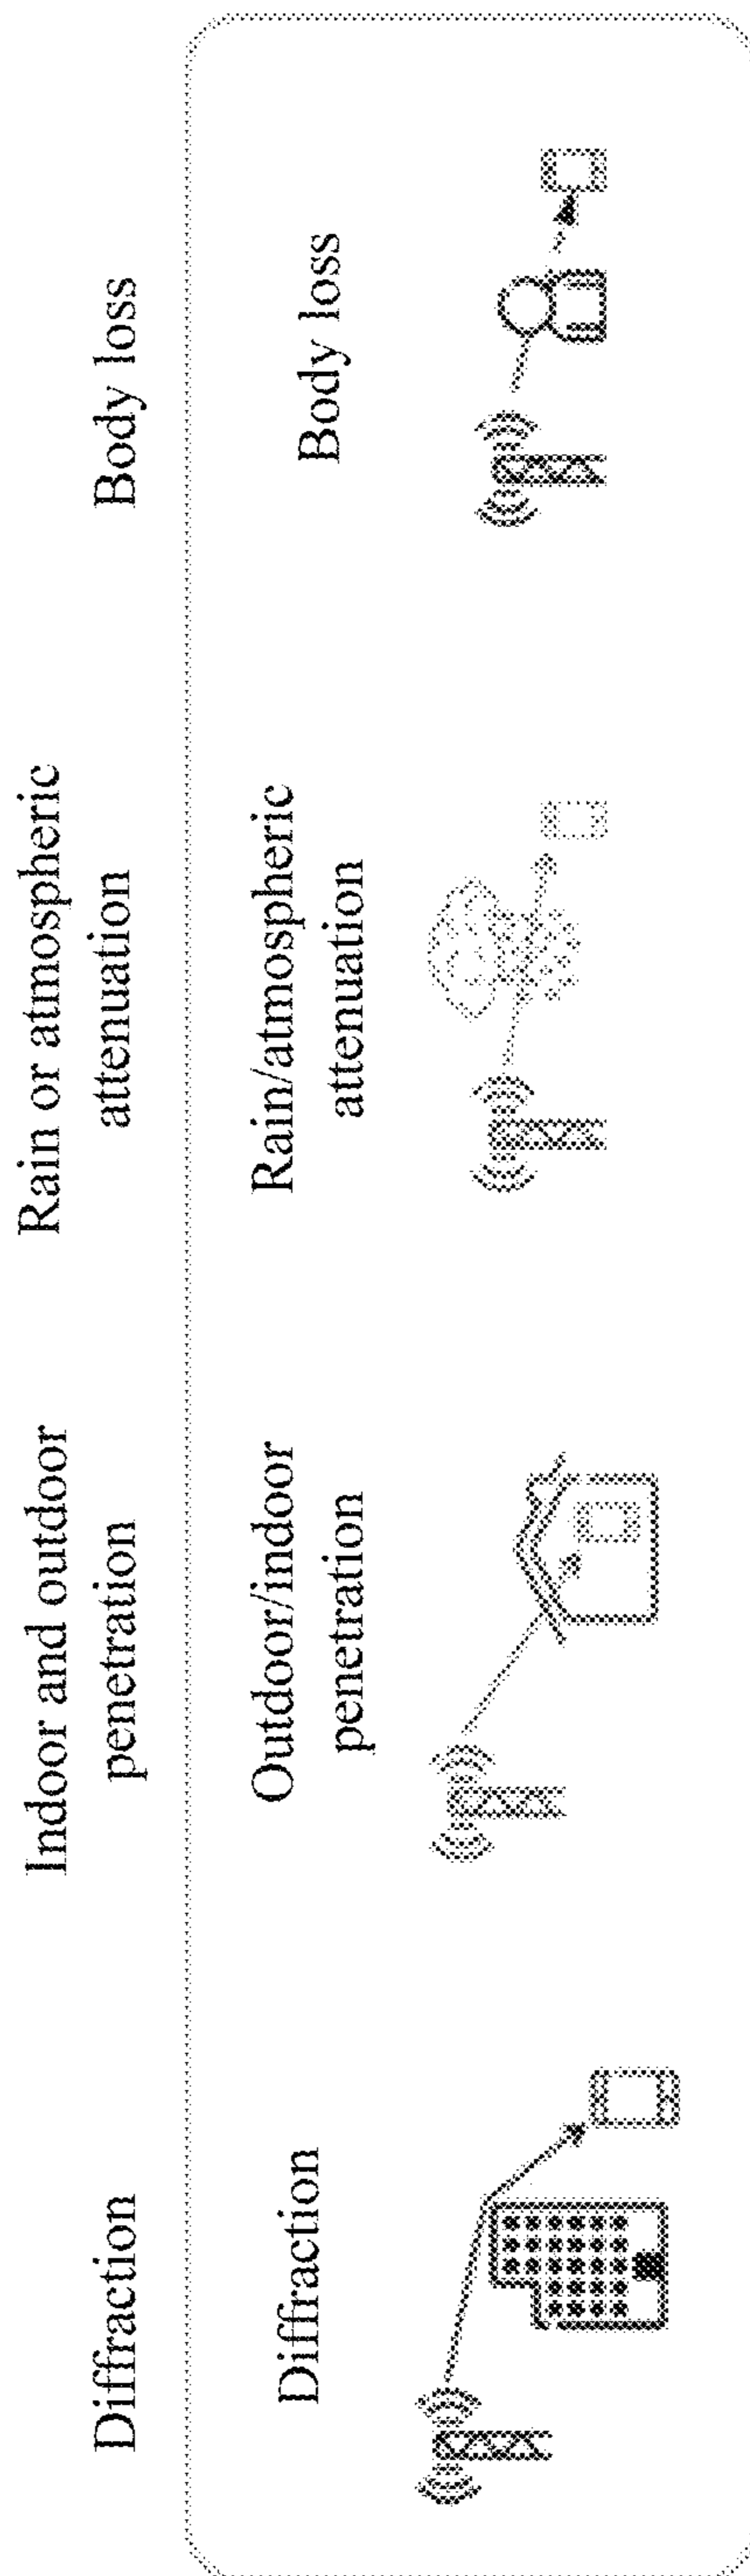 Diffraction
Indoor and outdoor
penetration
Rain or atmospheric
attenuation
Body loss
Diffraction
Outdoor/indoor
penetration
Rain/atmospheric
attenuation
Body loss